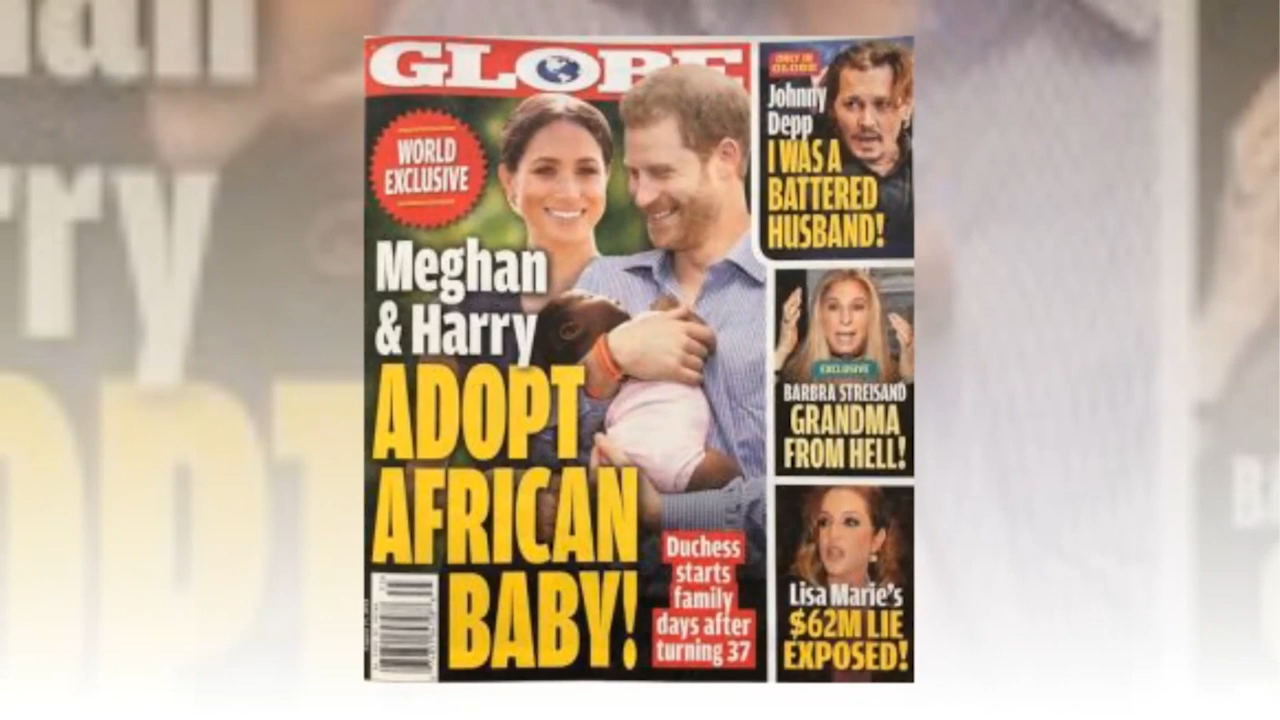 GLOBE
WORLD
EXCLUSIVE
Meghan
& Harry
ADOPT
AFRICAN
BABY!
Duchess
starts
family
days after
turning 37
ONLY IN
GLOBE
Johnny
Depp
I WAS A
BATTERED
HUSBAND!
EXCLUSIVE
BARBRA STREISAND
GRANDMA
FROM HELL!
Lisa Marie's
$62M LIE
EXPOSED!